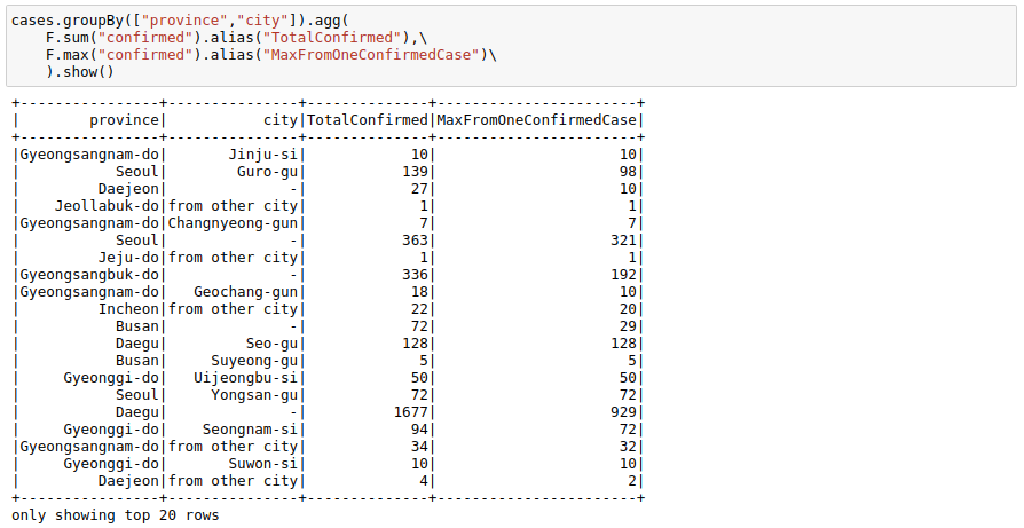 cases.groupBy(["province","city"]).agg(
    F.sum("confirmed").alias("TotalConfirmed"),\
    F.max("confirmed").alias("MaxFromOneConfirmedCase")\
    ).show()
+----------------+---------------+--------------+-----------------------+
|        province|           city|TotalConfirmed|MaxFromOneConfirmedCase|
+----------------+---------------+--------------+-----------------------+
|Gyeongsangnam-do|       Jinju-si|            10|                     10|
|           Seoul|        Guro-gu|           139|                     98|
|         Daejeon|              -|            27|                     10|
|    Jeollabuk-do|from other city|             1|                      1|
|Gyeongsangnam-do|Changnyeong-gun|             7|                      7|
|           Seoul|              -|           363|                    321|
|         Jeju-do|from other city|             1|                      1|
|Gyeongsangbuk-do|              -|           336|                    192|
|Gyeongsangnam-do|   Geochang-gun|            18|                     10|
|         Incheon|from other city|            22|                     20|
|           Busan|              -|            72|                     29|
|           Daegu|         Seo-gu|           128|                    128|
|           Busan|     Suyeong-gu|             5|                      5|
|     Gyeonggi-do|   Uijeongbu-si|            50|                     50|
|           Seoul|     Yongsan-gu|            72|                     72|
|           Daegu|              -|          1677|                    929|
|     Gyeonggi-do|    Seongnam-si|            94|                     72|
|Gyeongsangnam-do|from other city|            34|                     32|
|     Gyeonggi-do|       Suwon-si|            10|                     10|
|         Daejeon|from other city|             4|                      2|
+----------------+---------------+--------------+-----------------------+
only showing top 20 rows